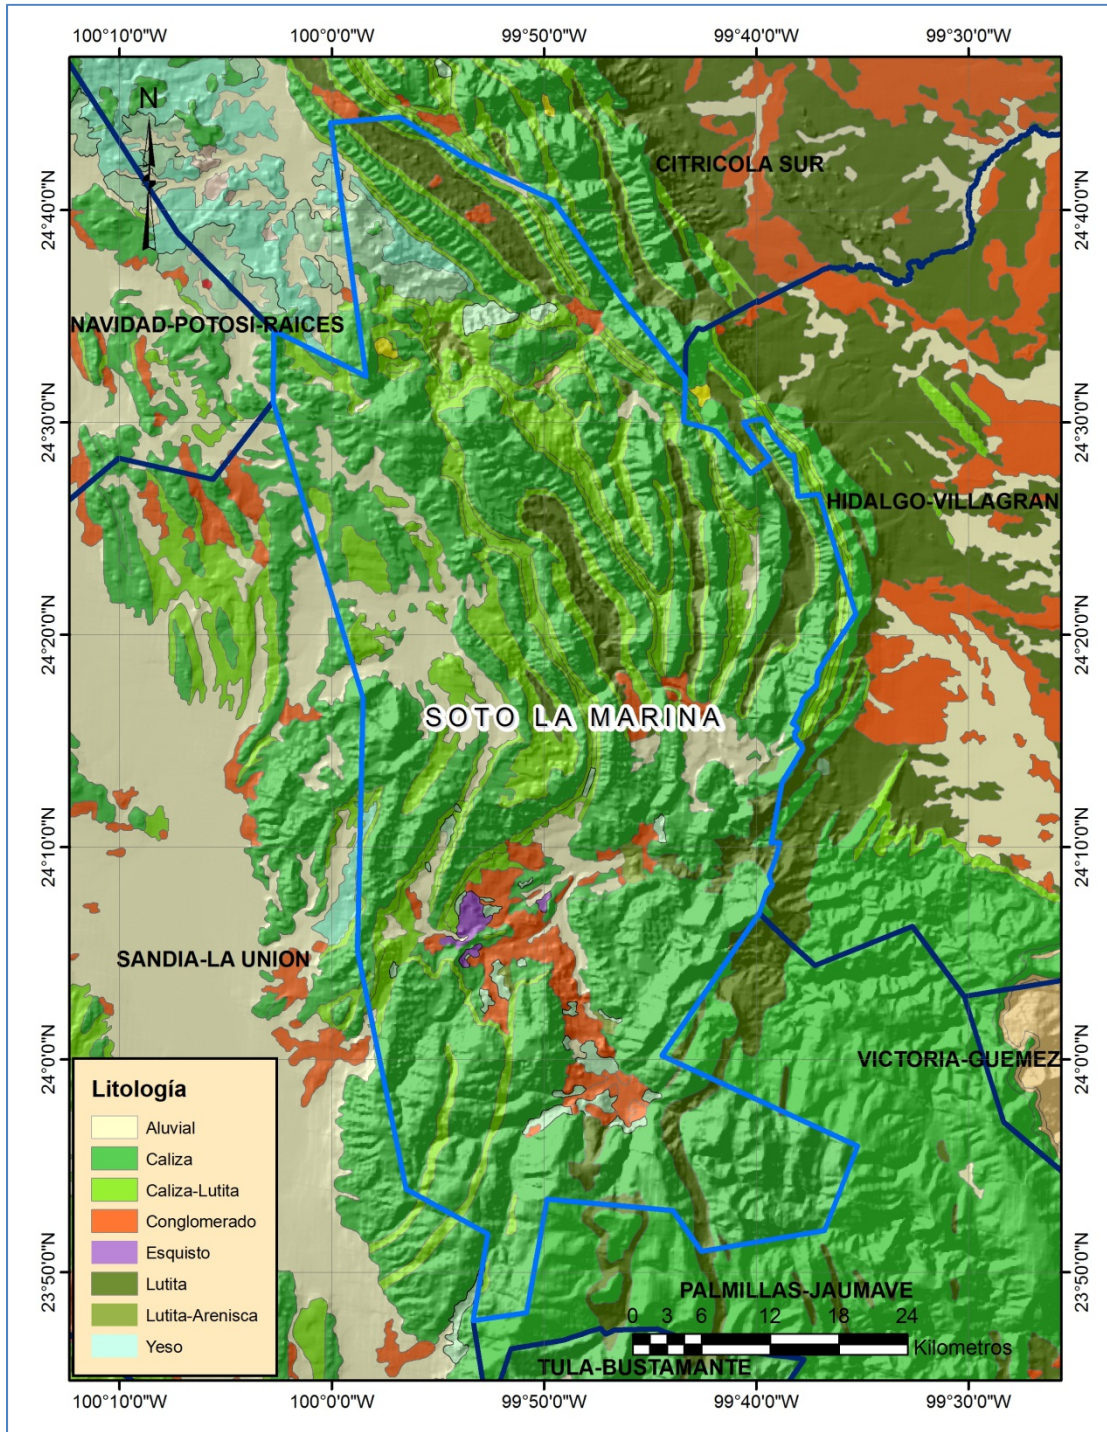 100°10'0"W 100°0'0"W 99°50'0"W 99°40'0"W 99°30'0"W
N
CITRICOLA SUR
24°40'0"N 24°40'0"N
NAVIDAD-POTOSI-RAICES
24°30'0"N 24°30'0"N
HIDALGO-VILLAGRAN
24°20'0"N 24°20'0"N
SOTO LA MARINA
24°10'0"N 24°10'0"N
SANDIA-LA UNION
24°0'0"N 24°0'0"N
VICTORIA-GUEMEZ
Litología
Aluvial
Caliza
Caliza-Lutita
Conglomerado
Esquisto
Lutita
Lutita-Arenisca
Yeso
23°50'0"N 23°50'0"N
PALMILLAS-JAUMAVE
0 3 6 12 18 24
Kilometros
TULA-BUSTAMANTE
100°10'0"W 100°0'0"W 99°50'0"W 99°40'0"W 99°30'0"W